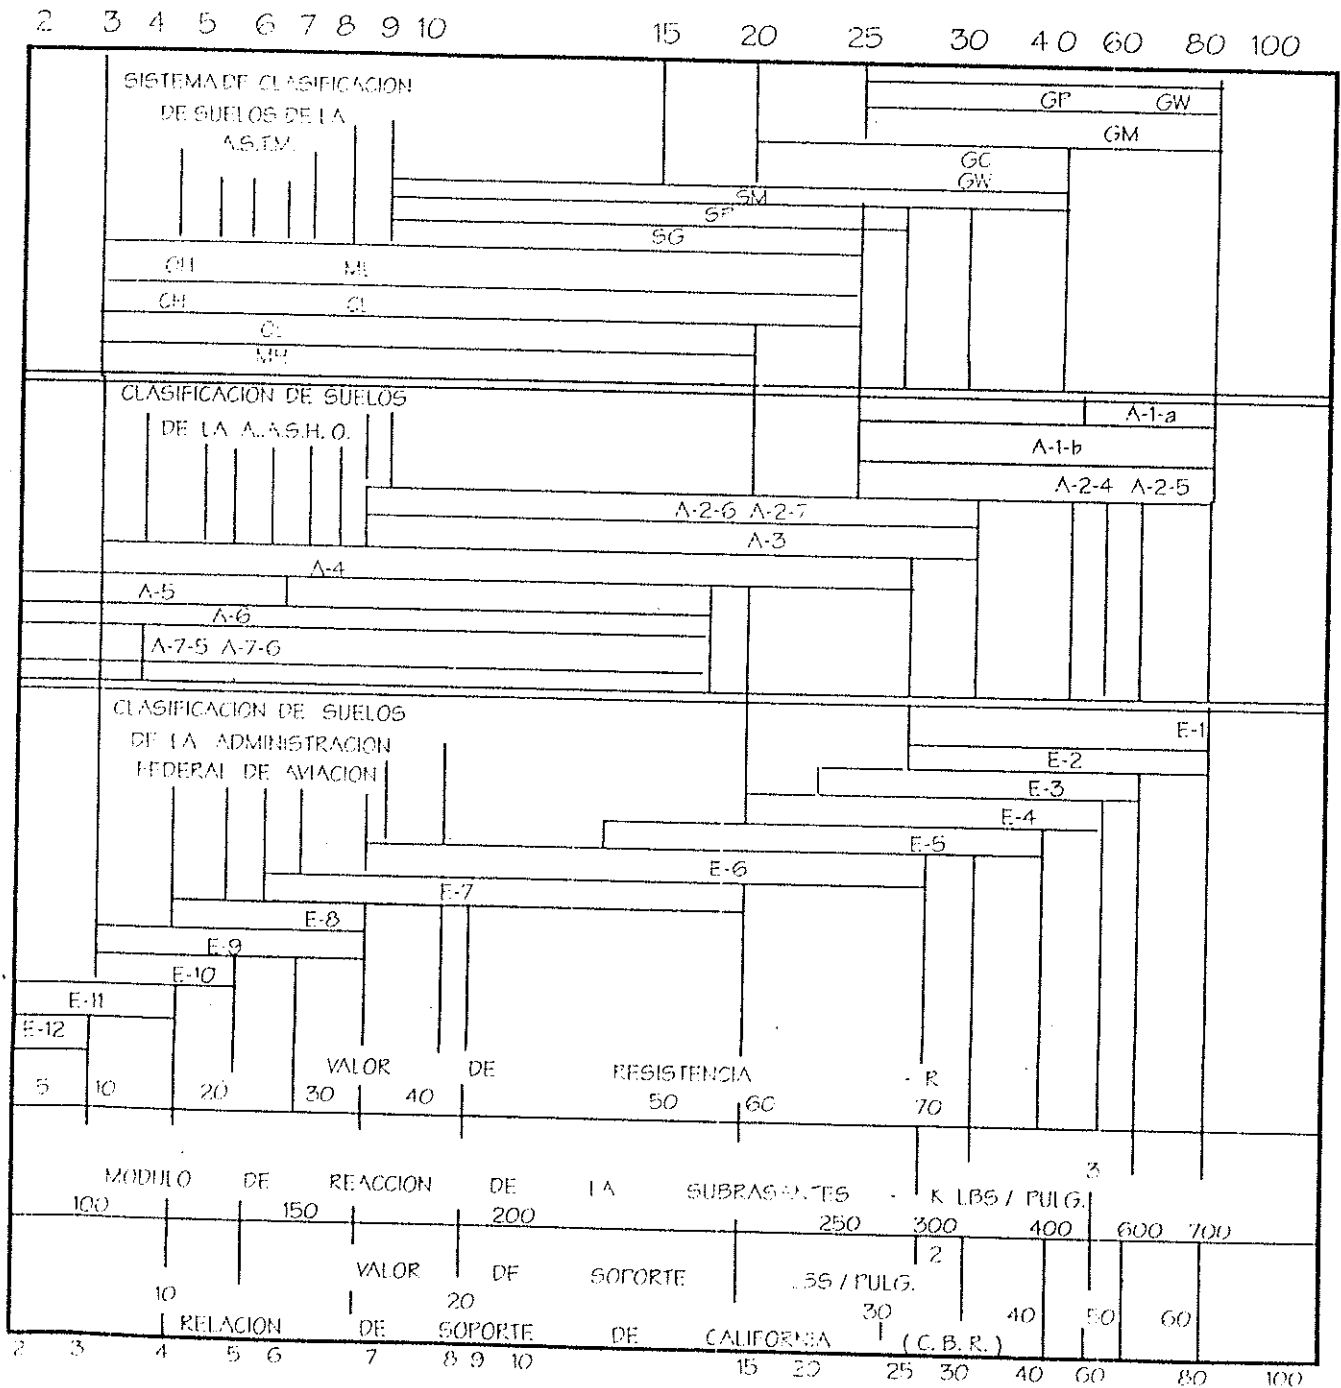 2 3 4 5 6 7 8 9 10 15 20 25 30 40 60 80 100
SISTEMA DE CLASIFICACION
DE SUELOS DE LA
A.S.T.M.
GP GW
GM
GC
GW
SM
SP
SG
OH ML
CH CL
OL
MH
CLASIFICACION DE SUELOS
DE LA A.A.S.H.O.
A-1-a
A-1-b
A-2-4 A-2-5
A-2-6 A-2-7
A-3
A-4
A-5
A-6
A-7-5 A-7-6
CLASIFICACION DE SUELOS
DE LA ADMINISTRACION
FEDERAL DE AVIACION
E-1
E-2
E-3
E-4
E-5
E-6
E-7
E-8
E-9
E-10
E-11
E-12
VALOR DE RESISTENCIA - R
5 10 20 30 40 50 60 70
MODULO DE REACCION DE LA SUBRASANTES - K LBS / PULG. 3
100 150 200 250 300 400 600 700
VALOR DE SOPORTE LBS / PULG. 2
10 20 30 40 50 60
RELACION DE SOPORTE DE CALIFORNIA (C.B.R.)
2 3 4 5 6 7 8 9 10 15 20 25 30 40 60 80 100